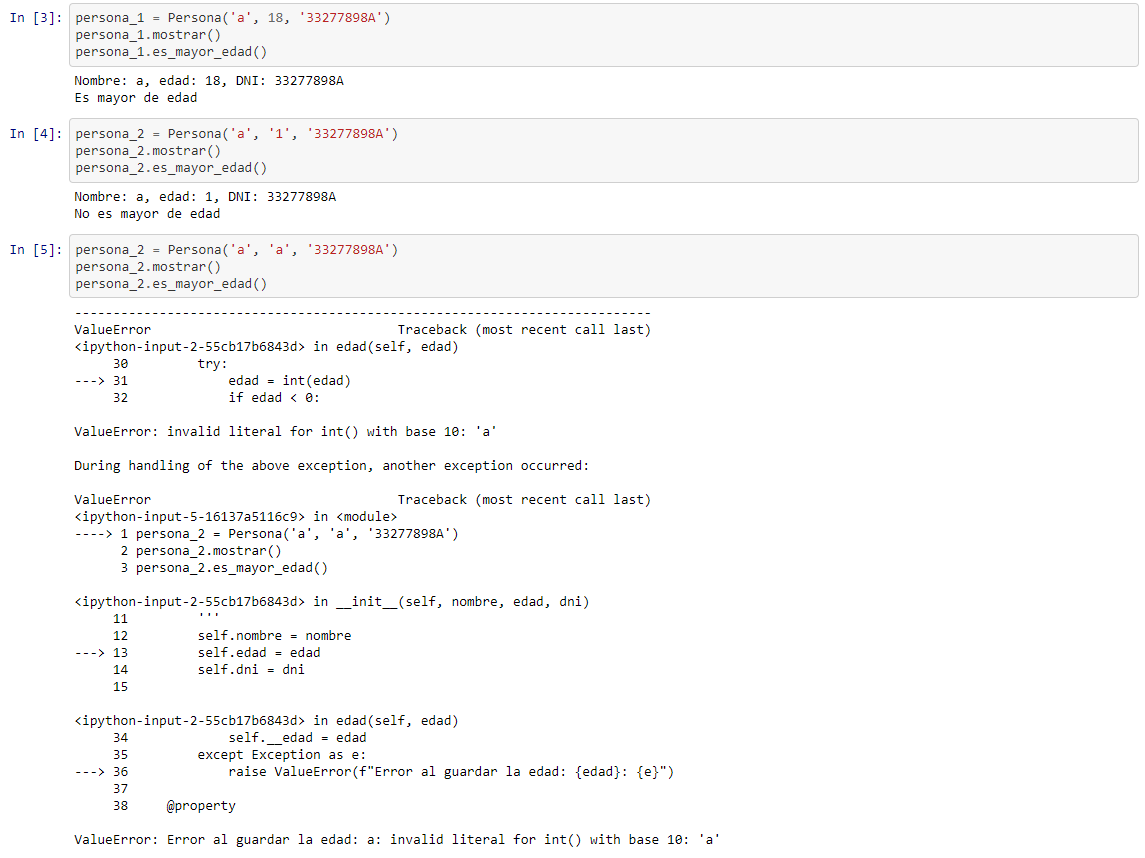 In [3]: persona_1 = Persona('a', 18, '33277898A')
persona_1.mostrar()
persona_1.es_mayor_edad()
Nombre: a, edad: 18, DNI: 33277898A
Es mayor de edad
In [4]: persona_2 = Persona('a', '1', '33277898A')
persona_2.mostrar()
persona_2.es_mayor_edad()
Nombre: a, edad: 1, DNI: 33277898A
No es mayor de edad
In [5]: persona_2 = Persona('a', 'a', '33277898A')
persona_2.mostrar()
persona_2.es_mayor_edad()
---------------------------------------------------------------------------
ValueError                                Traceback (most recent call last)
<ipython-input-2-55cb17b6843d> in edad(self, edad)
     30         try:
---> 31             edad = int(edad)
     32             if edad < 0:
ValueError: invalid literal for int() with base 10: 'a'
During handling of the above exception, another exception occurred:
ValueError                                Traceback (most recent call last)
<ipython-input-5-16137a5116c9> in <module>
----> 1 persona_2 = Persona('a', 'a', '33277898A')
      2 persona_2.mostrar()
      3 persona_2.es_mayor_edad()
<ipython-input-2-55cb17b6843d> in __init__(self, nombre, edad, dni)
     11         '''
     12         self.nombre = nombre
---> 13         self.edad = edad
     14         self.dni = dni
     15
<ipython-input-2-55cb17b6843d> in edad(self, edad)
     34             self.__edad = edad
     35         except Exception as e:
---> 36             raise ValueError(f"Error al guardar la edad: {edad}: {e}")
     37
     38     @property
ValueError: Error al guardar la edad: a: invalid literal for int() with base 10: 'a'